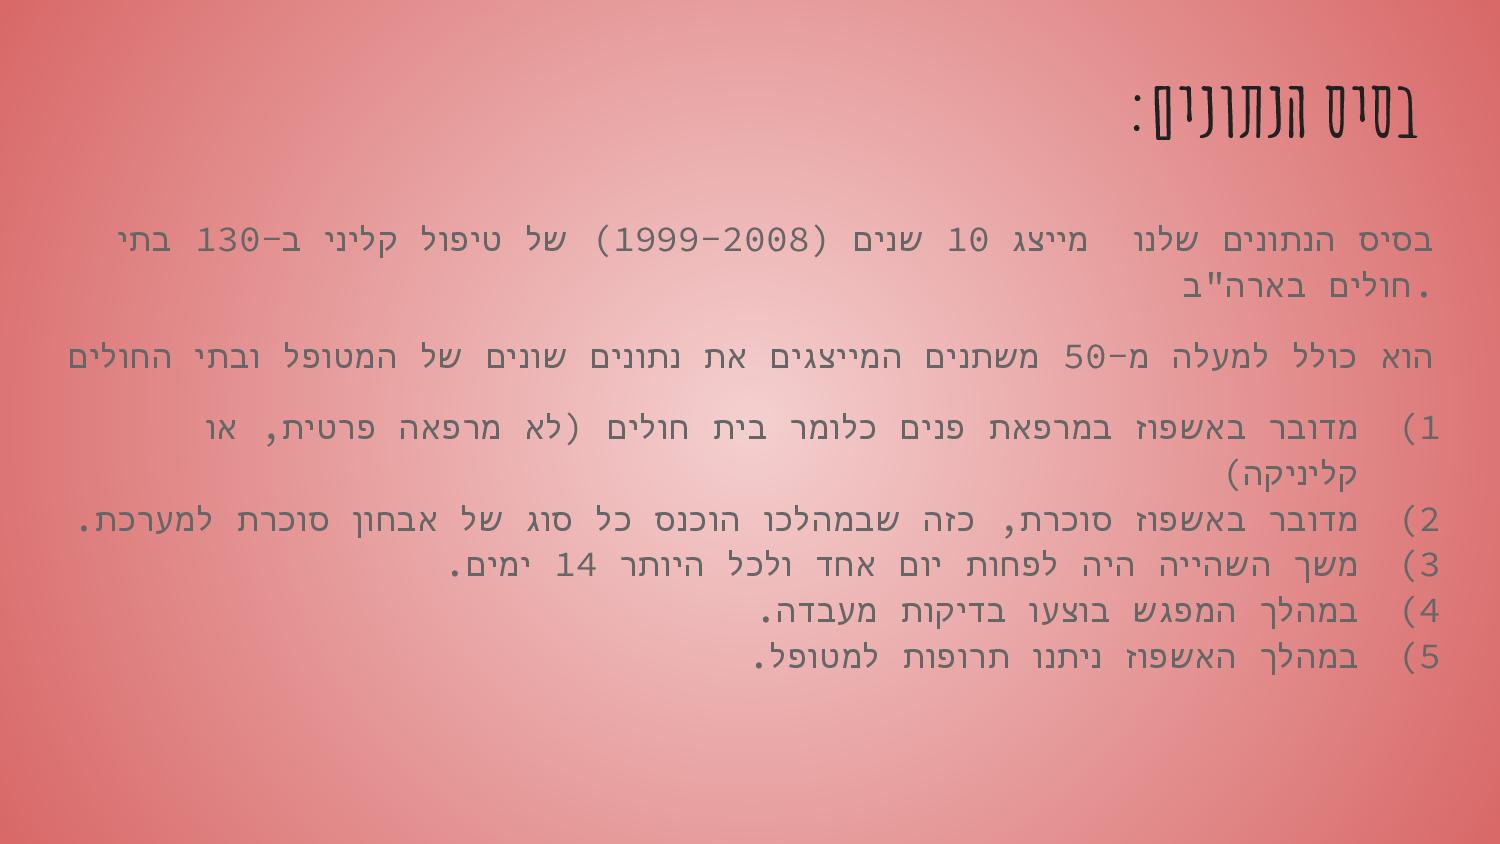 בסיס הנתונים:
בסיס הנתונים שלנו מייצג 10 שנים (1999-2008) של טיפול קליני ב-130 בתי
.חולים בארה"ב
הוא כולל למעלה מ-50 משתנים המייצגים את נתונים שונים של המטופל ובתי החולים
1) מדובר באשפוז במרפאת פנים כלומר בית חולים (לא מרפאה פרטית, או
קליניקה)
2) מדובר באשפוז סוכרת, כזה שבמהלכו הוכנס כל סוג של אבחון סוכרת למערכת.
3) משך השהייה היה לפחות יום אחד ולכל היותר 14 ימים.
4) במהלך המפגש בוצעו בדיקות מעבדה.
5) במהלך האשפוז ניתנו תרופות למטופל.